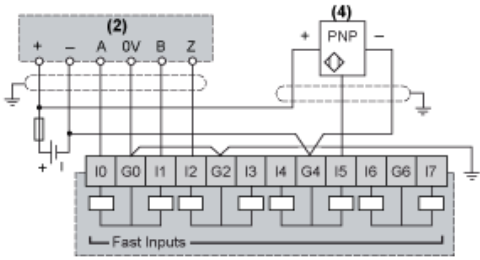 (2)
(4)
+ – A 0V B Z
+ PNP –
+ –
I0 G0 I1 I2 G2 I3 I4 G4 I5 I6 G6 I7
Fast Inputs